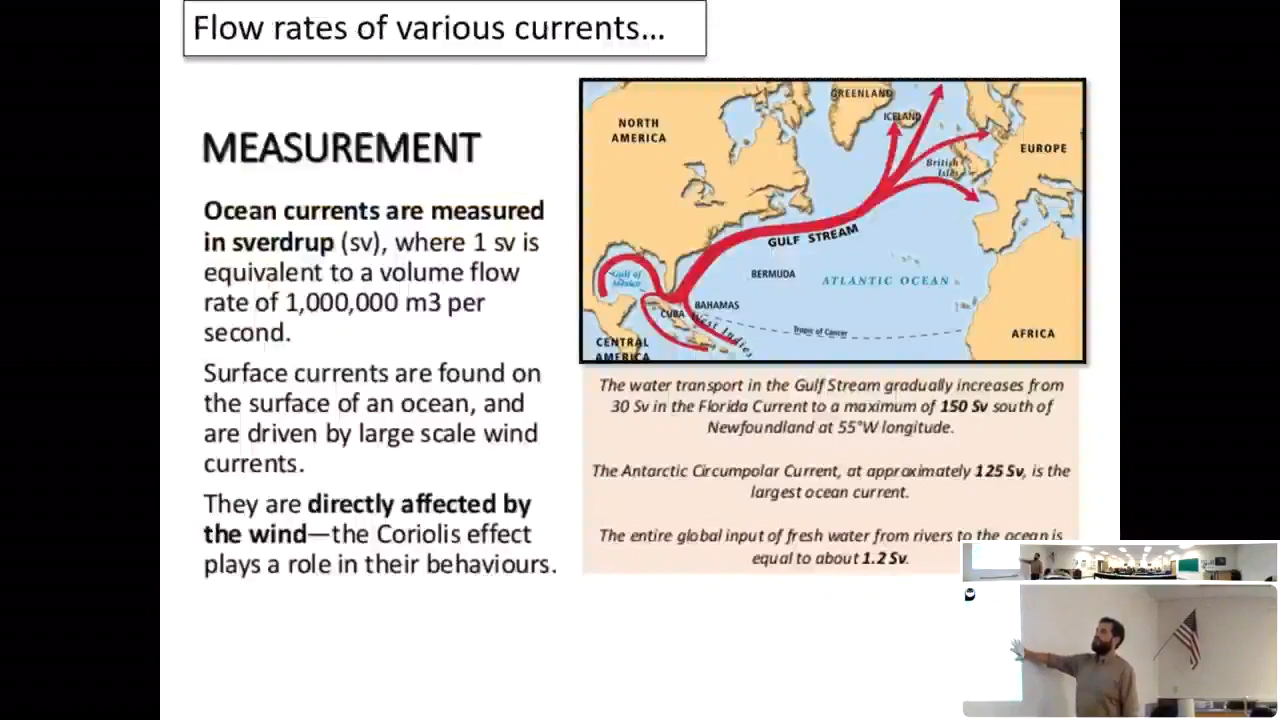 Flow rates of various currents...
MEASUREMENT
Ocean currents are measured
in sverdrup (sv), where 1 sv is
equivalent to a volume flow
rate of 1,000,000 m3 per
second.
Surface currents are found on
the surface of an ocean, and
are driven by large scale wind
currents.
They are directly affected by
the wind—the Coriolis effect
plays a role in their behaviours.
GREENLAND
ICELAND
NORTH
AMERICA
EUROPE
British
Isles
GULF STREAM
BERMUDA
ATLANTIC OCEAN
Gulf of
Mexico
BAHAMAS
CUBA
West Indies
Tropic of Cancer
AFRICA
CENTRAL
AMERICA
The water transport in the Gulf Stream gradually increases from
30 Sv in the Florida Current to a maximum of 150 Sv south of
Newfoundland at 55°W longitude.
The Antarctic Circumpolar Current, at approximately 125 Sv, is the
largest ocean current.
The entire global input of fresh water from rivers to the ocean is
equal to about 1.2 Sv.